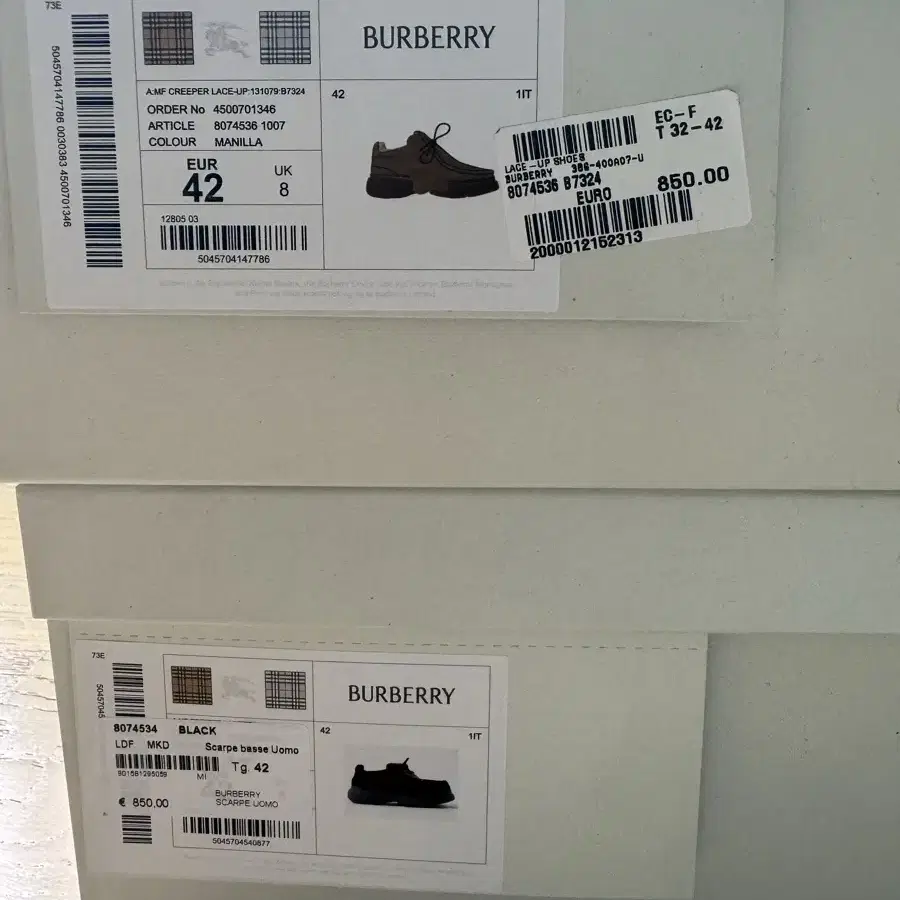 73E
5045704147786 0030383 4500701346
BURBERRY
A:MF CREEPER LACE-UP:131079:B7324
ORDER No 4500701346
ARTICLE 8074536 1007
COLOUR MANILLA
EUR
42
UK
8
12805 03
5045704147786
42
1IT
EC-F
T 32-42
LACE-UP SHOES
BURBERRY
8074536 B7324
EURO
850.00
2000012152313
73E
50457045
BURBERRY
8074534 BLACK
LDF MKD Scarpe basse Uomo
901581295059
MI
Tg. 42
BURBERRY
SCARPE UOMO
€ 850,00
5045704540877
42
1IT